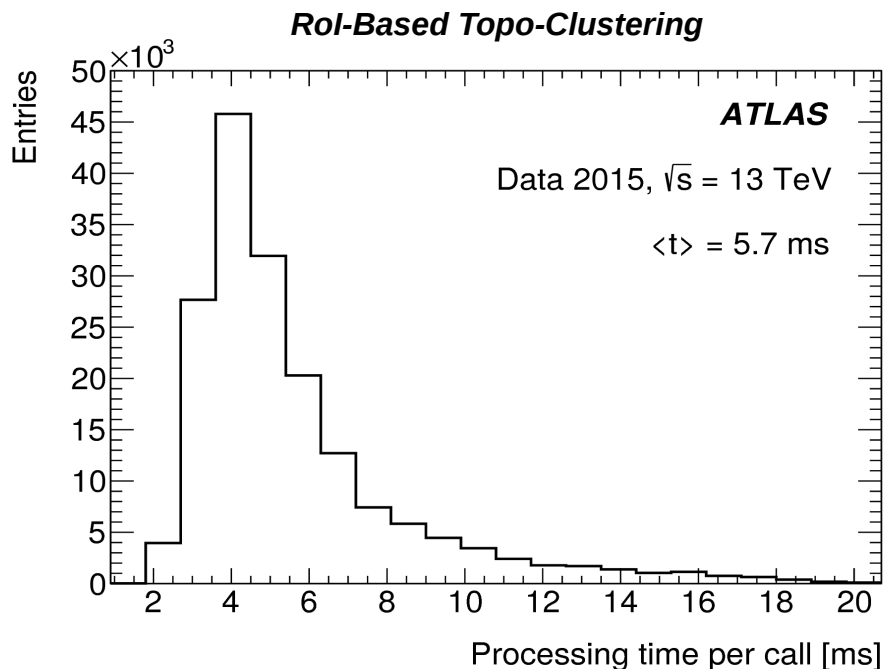 RoI-Based Topo-Clustering
×10³
Entries
50
45
40
35
30
25
20
15
10
5
0
ATLAS
Data 2015, √s = 13 TeV
<t> = 5.7 ms
2 4 6 8 10 12 14 16 18 20
Processing time per call [ms]